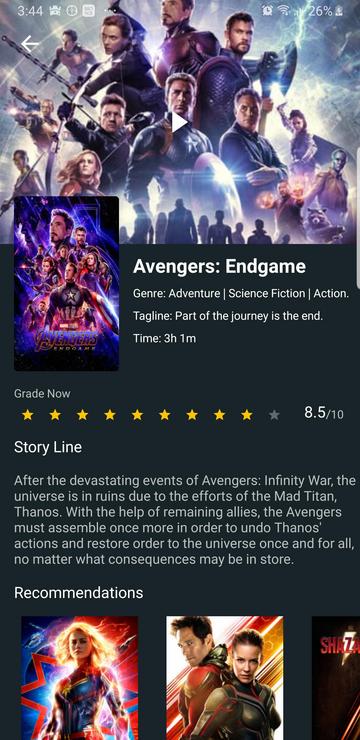 3:44
26%
Avengers: Endgame
Genre: Adventure | Science Fiction | Action.
Tagline: Part of the journey is the end.
Time: 3h 1m
AVENGERS
ENDGAME
Grade Now
8.5/10
Story Line
After the devastating events of Avengers: Infinity War, the
universe is in ruins due to the efforts of the Mad Titan,
Thanos. With the help of remaining allies, the Avengers
must assemble once more in order to undo Thanos'
actions and restore order to the universe once and for all,
no matter what consequences may be in store.
Recommendations